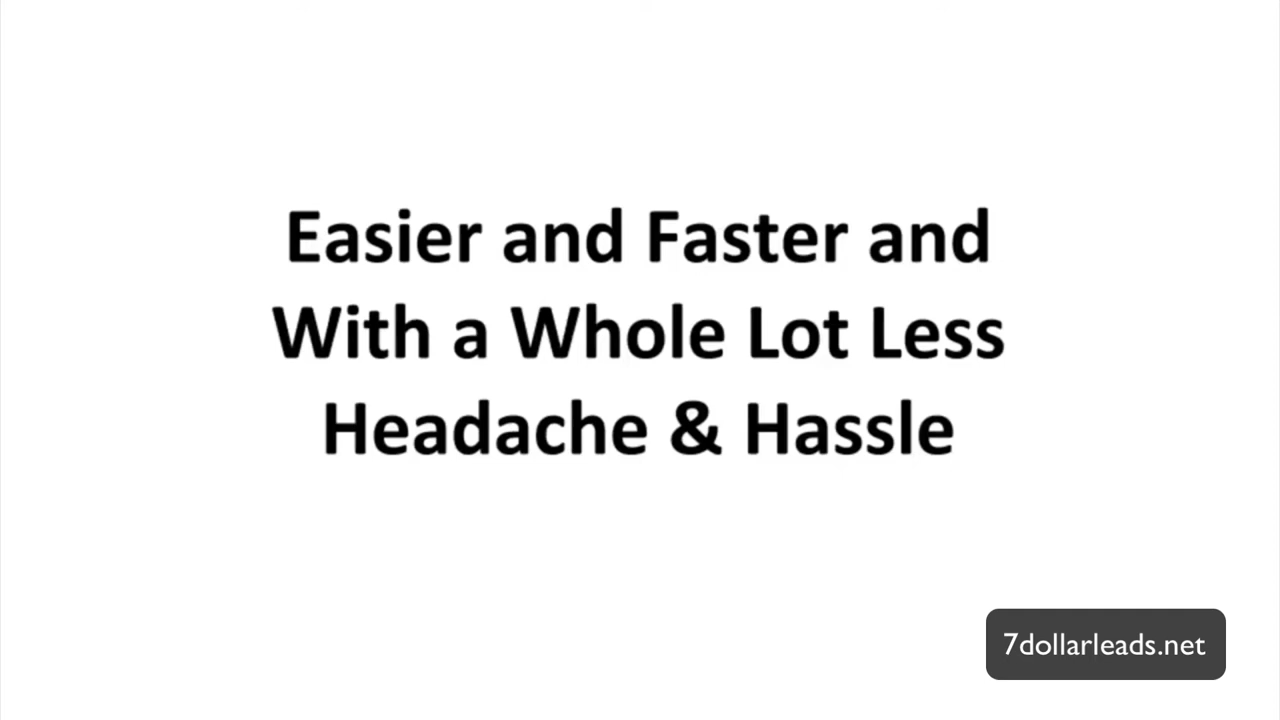 Easier and Faster and
With a Whole Lot Less
Headache & Hassle
7dollarleads.net